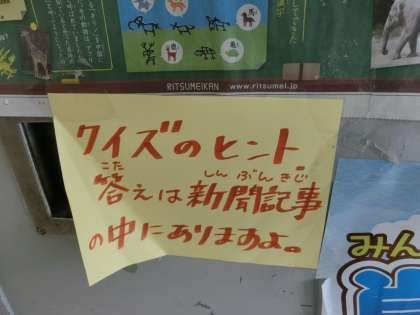 RITSUMEIKAN www.ritsumei.jp
クイズのヒント
こた しんぶんきじ
答えは新聞記事
の中にありますよ。
みん